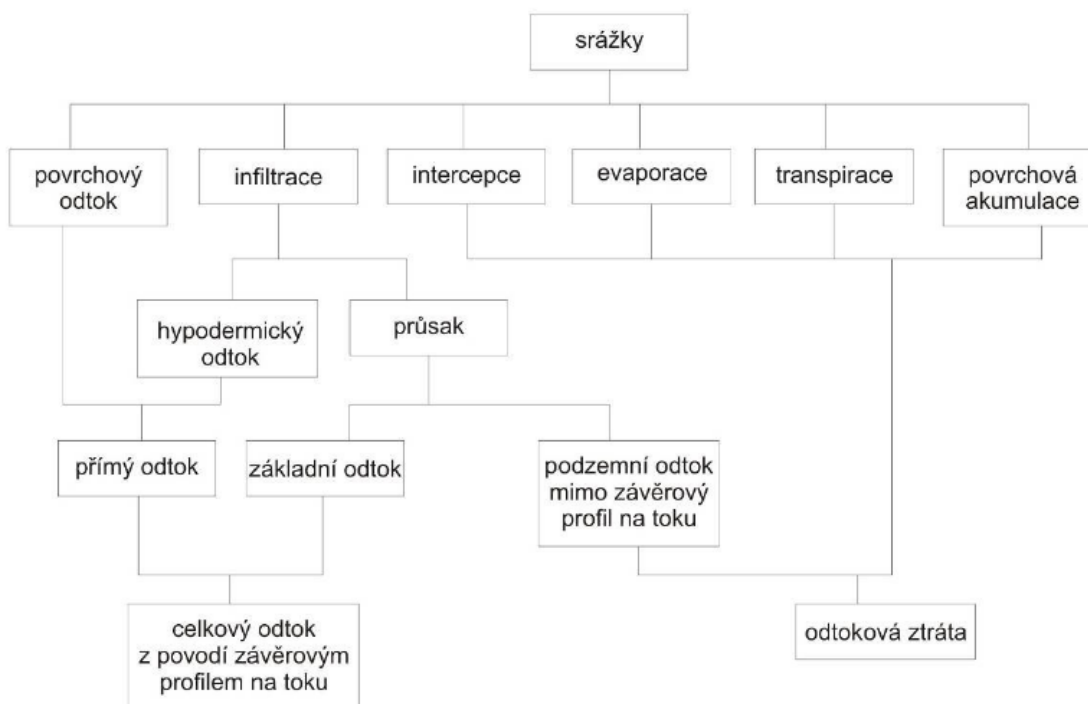 srážky
povrchový
odtok
infiltrace
intercepce
evaporace
transpirace
povrchová
akumulace
hypodermický
odtok
průsak
přímý odtok
základní odtok
podzemní odtok
mimo závěrový
profil na toku
celkový odtok
z povodí závěrovým
profilem na toku
odtoková ztráta